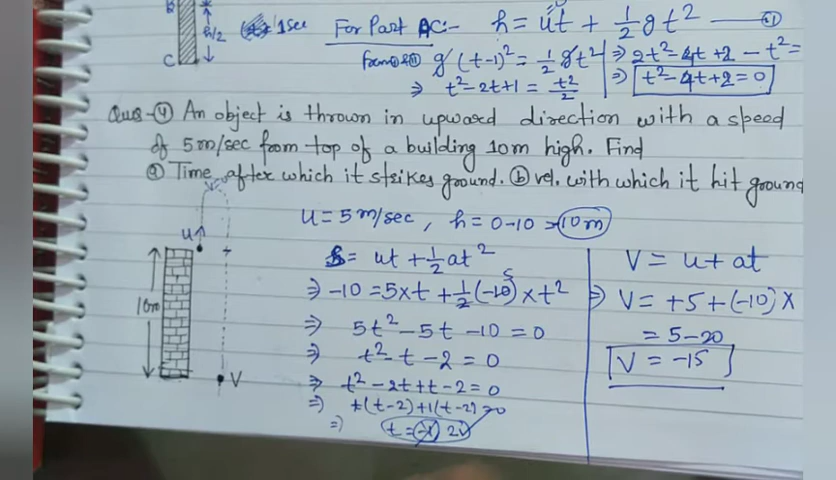 B
h/2
C
1sec
For Part AC:- h = ut + 1/2 gt² —— (ii)
g(t-1)² = 1/2 gt²
⇒ t²-2t+1 = t²/2
⇒ 2t²-4t+2 - t² =
⇒ t²-4t+2=0
Ques-④ An object is thrown in upward direction with a speed
of 5m/sec from top of a building 10m high. Find
ⓐ Time after which it strikes ground. ⓑ vel. with which it hit ground
u = 5m/sec, h = 0-10 = 10m
u
10m
V
S = ut + 1/2 at²
⇒ -10 = 5xt + 1/2 (-10) x t²
5
⇒ 5t²-5t-10 = 0
⇒ t²-t-2 = 0
⇒ t²-2t+t-2=0
⇒ t(t-2)+1(t-2)=0
⇒ t = -1, 2
V = u+at
⇒ V = +5+(-10)X
= 5-20
V = -15